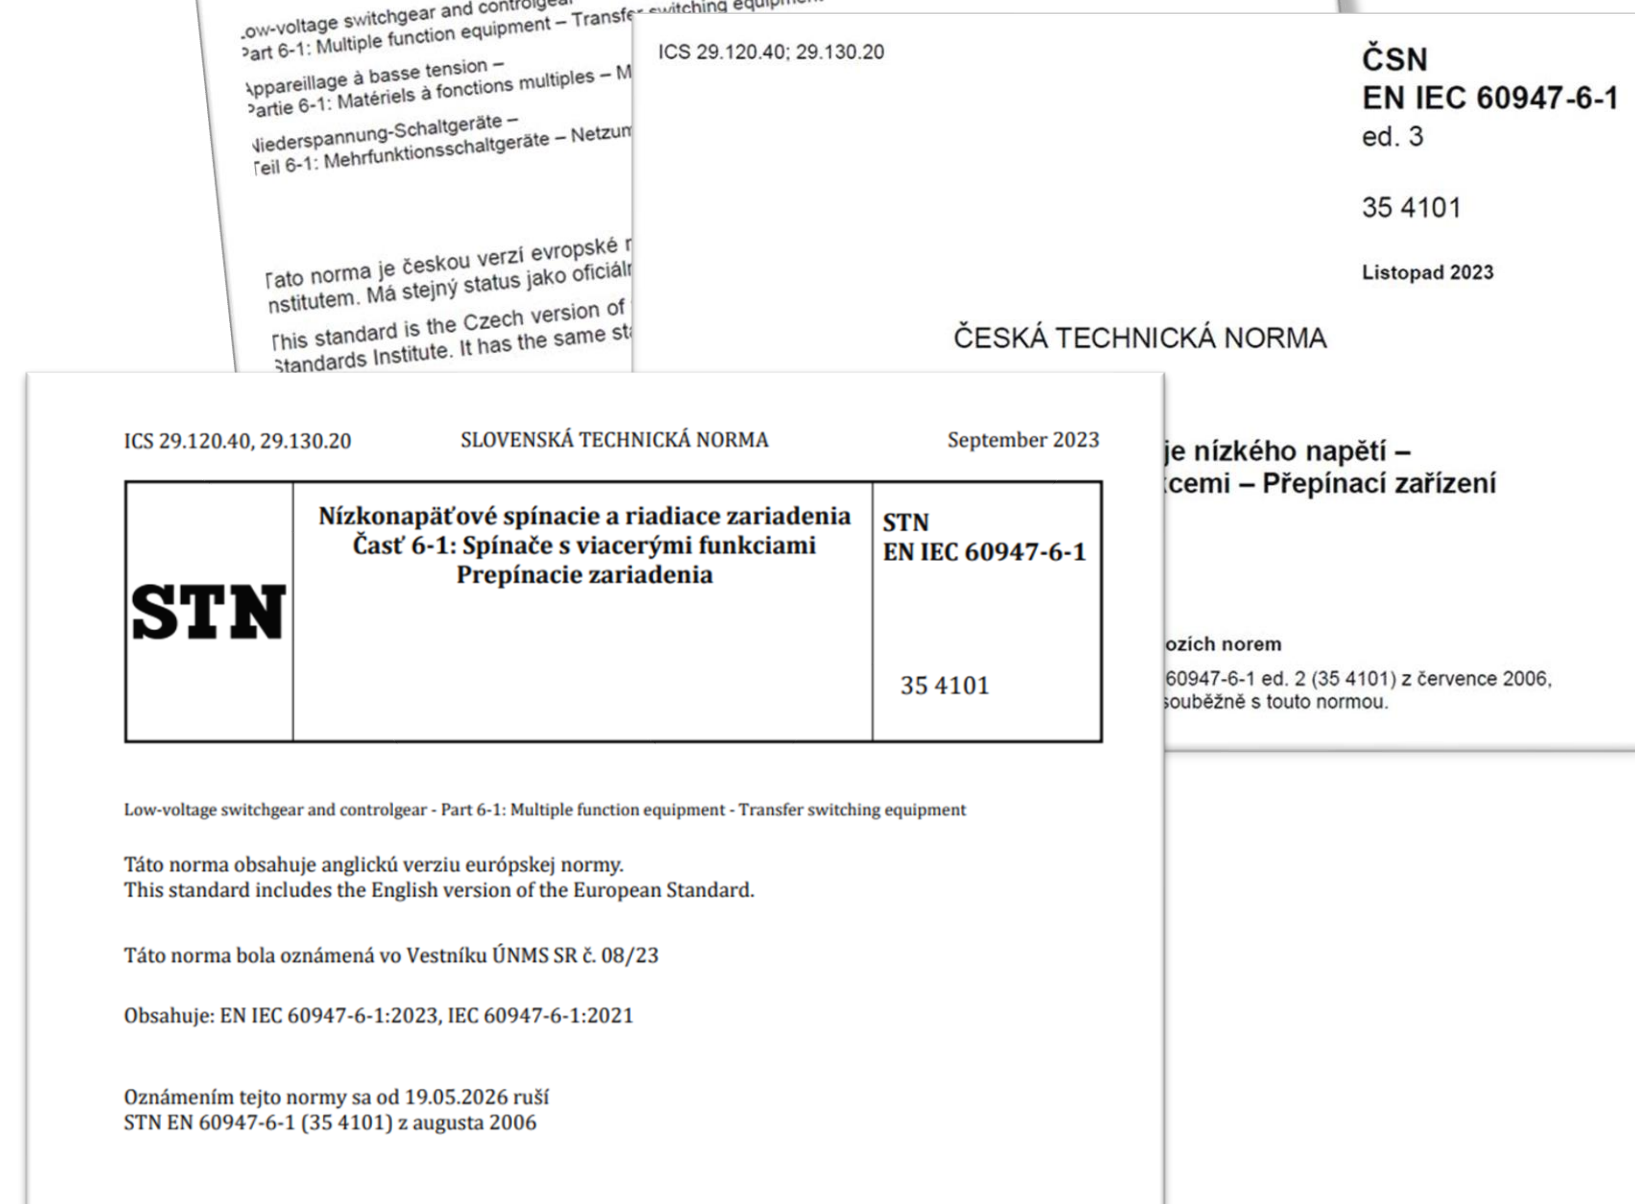 Low-voltage switchgear and
Part 6-1: Multiple function equipment – Transfer switching
Appareillage à basse tension –
Partie 6-1: Matériels à fonctions multiples –
Niederspannung-Schaltgeräte –
Teil 6-1: Mehrfunktionsschaltgeräte –
Tato norma je českou verzí evropské
Má stejný status jako
This standard is the Czech version of
Standards Institute. It has the same
ICS 29.120.40; 29.130.20
ČSN
EN IEC 60947-6-1
ed. 3
35 4101
Listopad 2023
ČESKÁ TECHNICKÁ NORMA
je nízkého napětí –
cemi – Přepínací zařízení
ozích norem
60947-6-1 ed. 2 (35 4101) z července 2006,
souběžně s touto normou.
ICS 29.120.40, 29.130.20 SLOVENSKÁ TECHNICKÁ NORMA September 2023
STN
Nízkonapäťové spínacie a riadiace zariadenia
Časť 6-1: Spínače s viacerými funkciami
Prepínacie zariadenia
STN
EN IEC 60947-6-1
35 4101
Low-voltage switchgear and controlgear - Part 6-1: Multiple function equipment - Transfer switching equipment
Táto norma obsahuje anglickú verziu európskej normy.
This standard includes the English version of the European Standard.
Táto norma bola oznámená vo Vestníku ÚNMS SR č. 08/23
Obsahuje: EN IEC 60947-6-1:2023, IEC 60947-6-1:2021
Oznámením tejto normy sa od 19.05.2026 ruší
STN EN 60947-6-1 (35 4101) z augusta 2006